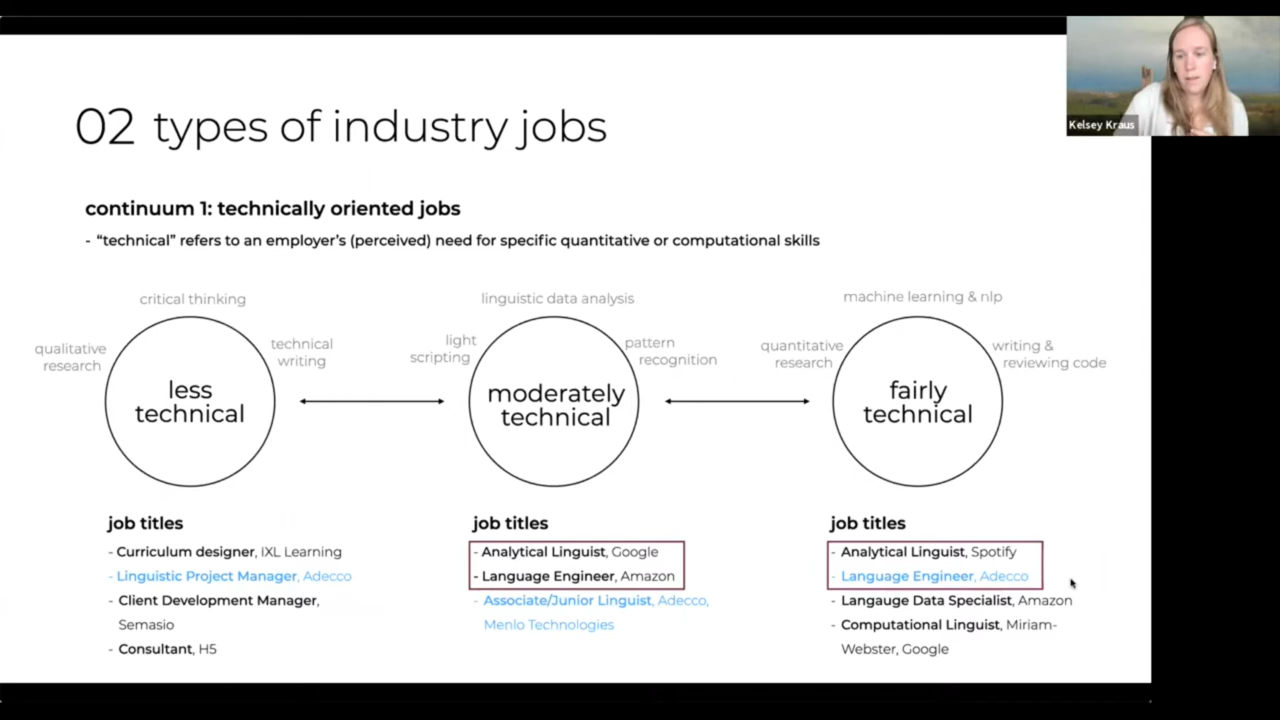 Kelsey Kraus
02 types of industry jobs
continuum 1: technically oriented jobs
- “technical” refers to an employer’s (perceived) need for specific quantitative or computational skills
critical thinking
qualitative
research
technical
writing
less
technical
linguistic data analysis
light
scripting
pattern
recognition
moderately
technical
machine learning & nlp
quantitative
research
writing &
reviewing code
fairly
technical
job titles
- Curriculum designer, IXL Learning
- Linguistic Project Manager, Adecco
- Client Development Manager,
Semasio
- Consultant, H5
job titles
- Analytical Linguist, Google
- Language Engineer, Amazon
- Associate/Junior Linguist, Adecco,
Menlo Technologies
job titles
- Analytical Linguist, Spotify
- Language Engineer, Adecco
- Langauge Data Specialist, Amazon
- Computational Linguist, Miriam-
Webster, Google